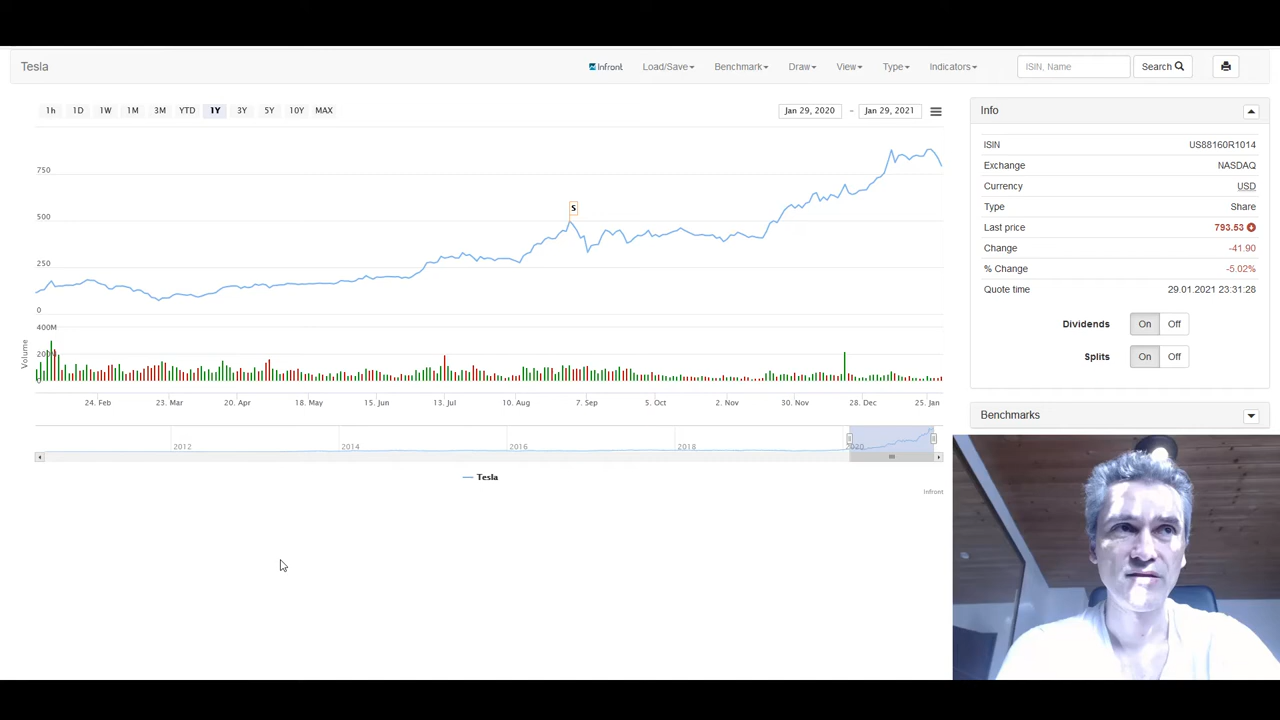 Tesla
Infront Load/Save Benchmark Draw View Type Indicators ISIN, Name Search
1h 1D 1W 1M 3M YTD 1Y 3Y 5Y 10Y MAX Jan 29, 2020 – Jan 29, 2021
750
500
250
0
S
400M
200M
0
Volume
24. Feb 23. Mar 20. Apr 18. May 15. Jun 13. Jul 10. Aug 7. Sep 5. Oct 2. Nov 30. Nov 28. Dec 25. Jan
2012 2014 2016 2018 2020
Tesla
Infront
Info
ISIN US88160R1014
Exchange NASDAQ
Currency USD
Type Share
Last price 793.53
Change -41.90
% Change -5.02%
Quote time 29.01.2021 23:31:28
Dividends On Off
Splits On Off
Benchmarks